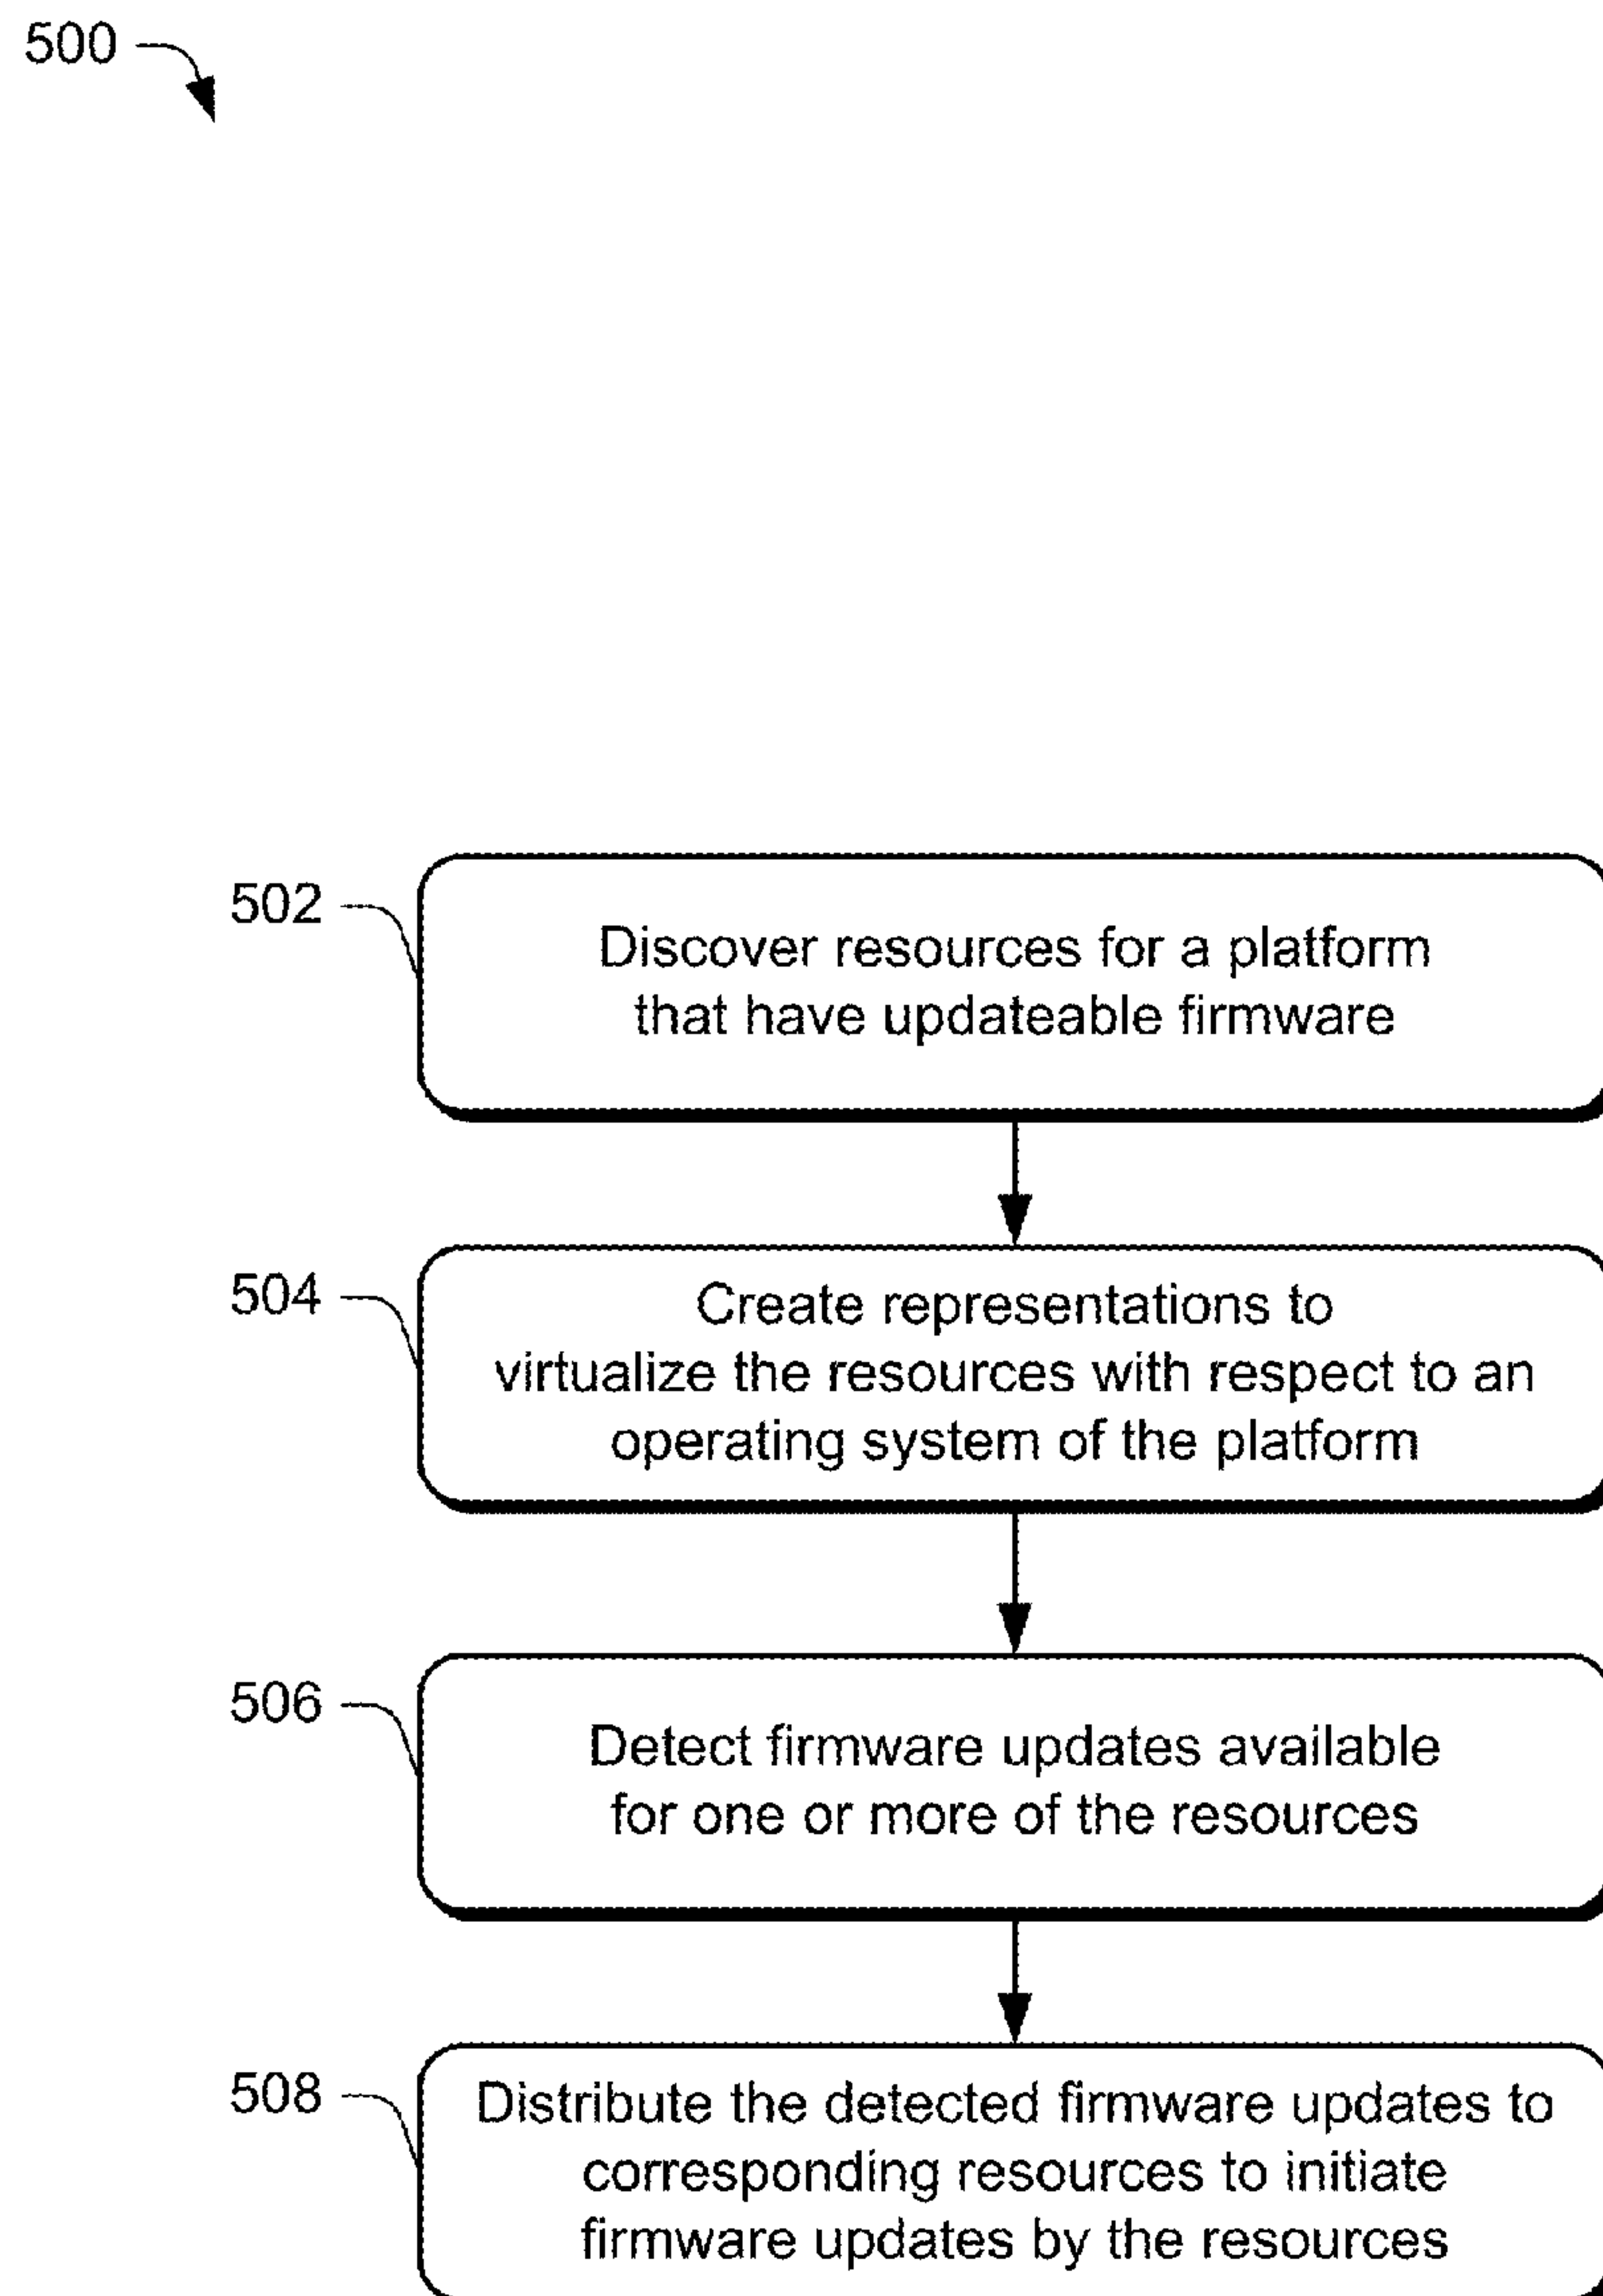 500
502
Discover resources for a platform
that have updateable firmware
504
Create representations to
virtualize the resources with respect to an
operating system of the platform
506
Detect firmware updates available
for one or more of the resources
508
Distribute the detected firmware updates to
corresponding resources to initiate
firmware updates by the resources